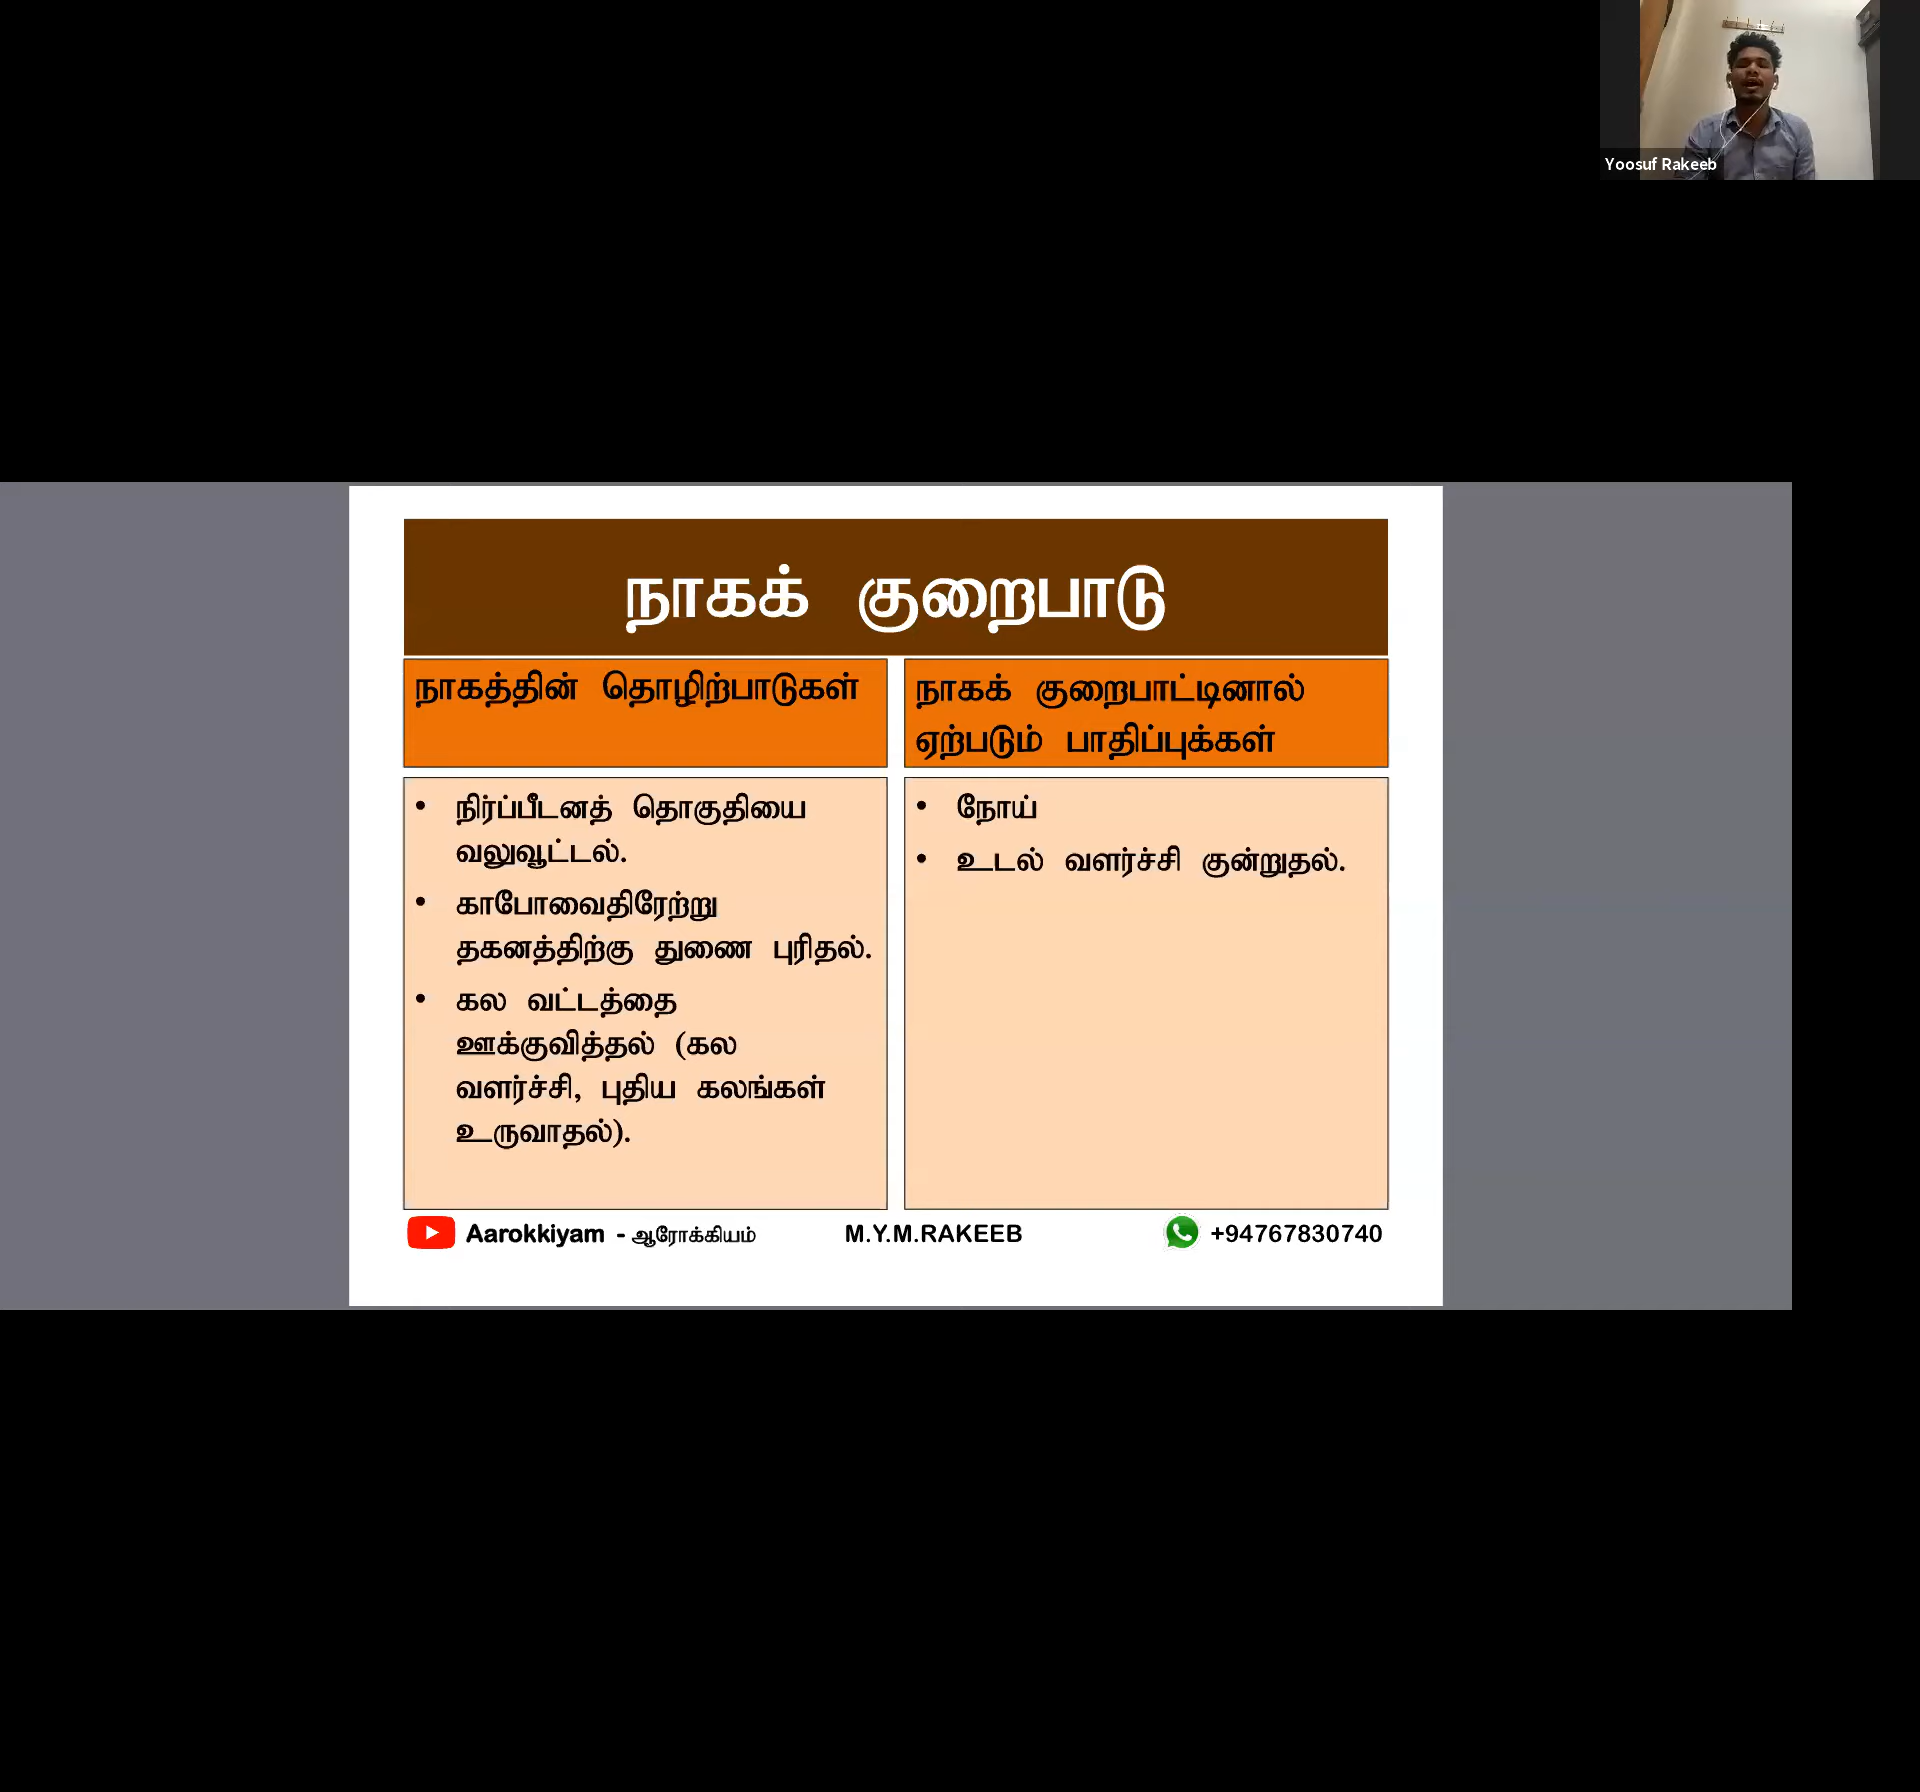 Yoosuf Rakeeb
நாகக் குறைபாடு
நாகத்தின் தொழிற்பாடுகள்
நாகக் குறைபாட்டினால்
ஏற்படும் பாதிப்புக்கள்
• நிர்ப்பீடனத் தொகுதியை
வலுவூட்டல்.
• காபோவைதிரேற்று
தகனத்திற்கு துணை புரிதல்.
• கல வட்டத்தை
ஊக்குவித்தல் (கல
வளர்ச்சி, புதிய கலங்கள்
உருவாதல்).
• நோய்
• உடல் வளர்ச்சி குன்றுதல்.
Aarokkiyam - ஆரோக்கியம்
M.Y.M.RAKEEB
+94767830740